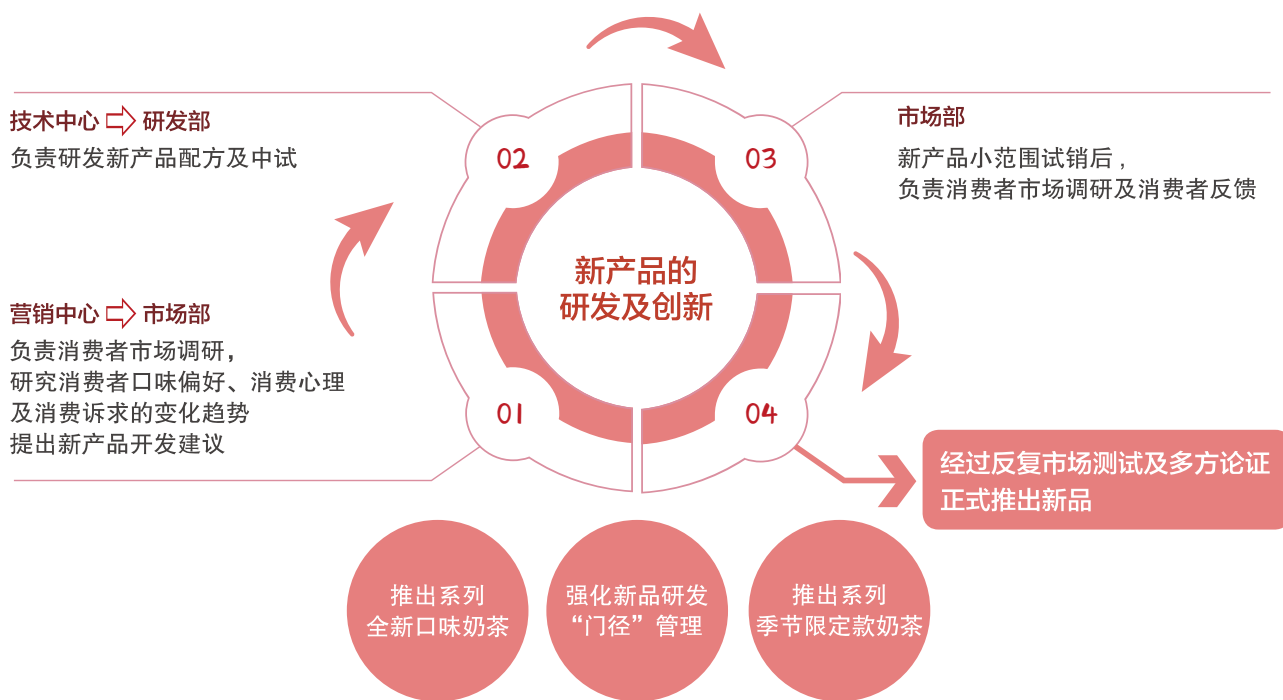 技术中心 研发部
负责研发新产品配方及中试
02
03
市场部
新产品小范围试销后，
负责消费者市场调研及消费者反馈
新产品的
研发及创新
营销中心 市场部
负责消费者市场调研，
研究消费者口味偏好、消费心理
及消费诉求的变化趋势
提出新产品开发建议
01
04
经过反复市场测试及多方论证
正式推出新品
推出系列
全新口味奶茶
强化新品研发
“门径”管理
推出系列
季节限定款奶茶